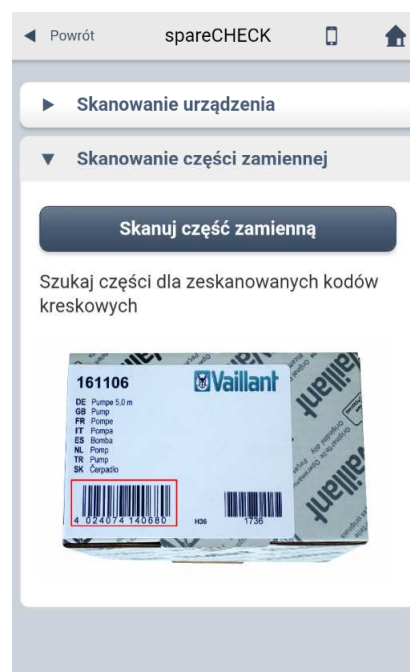 Powrót
spareCHECK
Skanowanie urządzenia
Skanowanie części zamiennej
Skanuj część zamienną
Szukaj części dla zeskanowanych kodów
kreskowych
161106
Vaillant
DE Pumpe 5,0 m
GB Pump
FR Pompe
IT Pompa
ES Bomba
NL Pomp
TR Pump
SK Čerpadlo
4 024074 140680
H36
1736
Vaillant
Vaillant